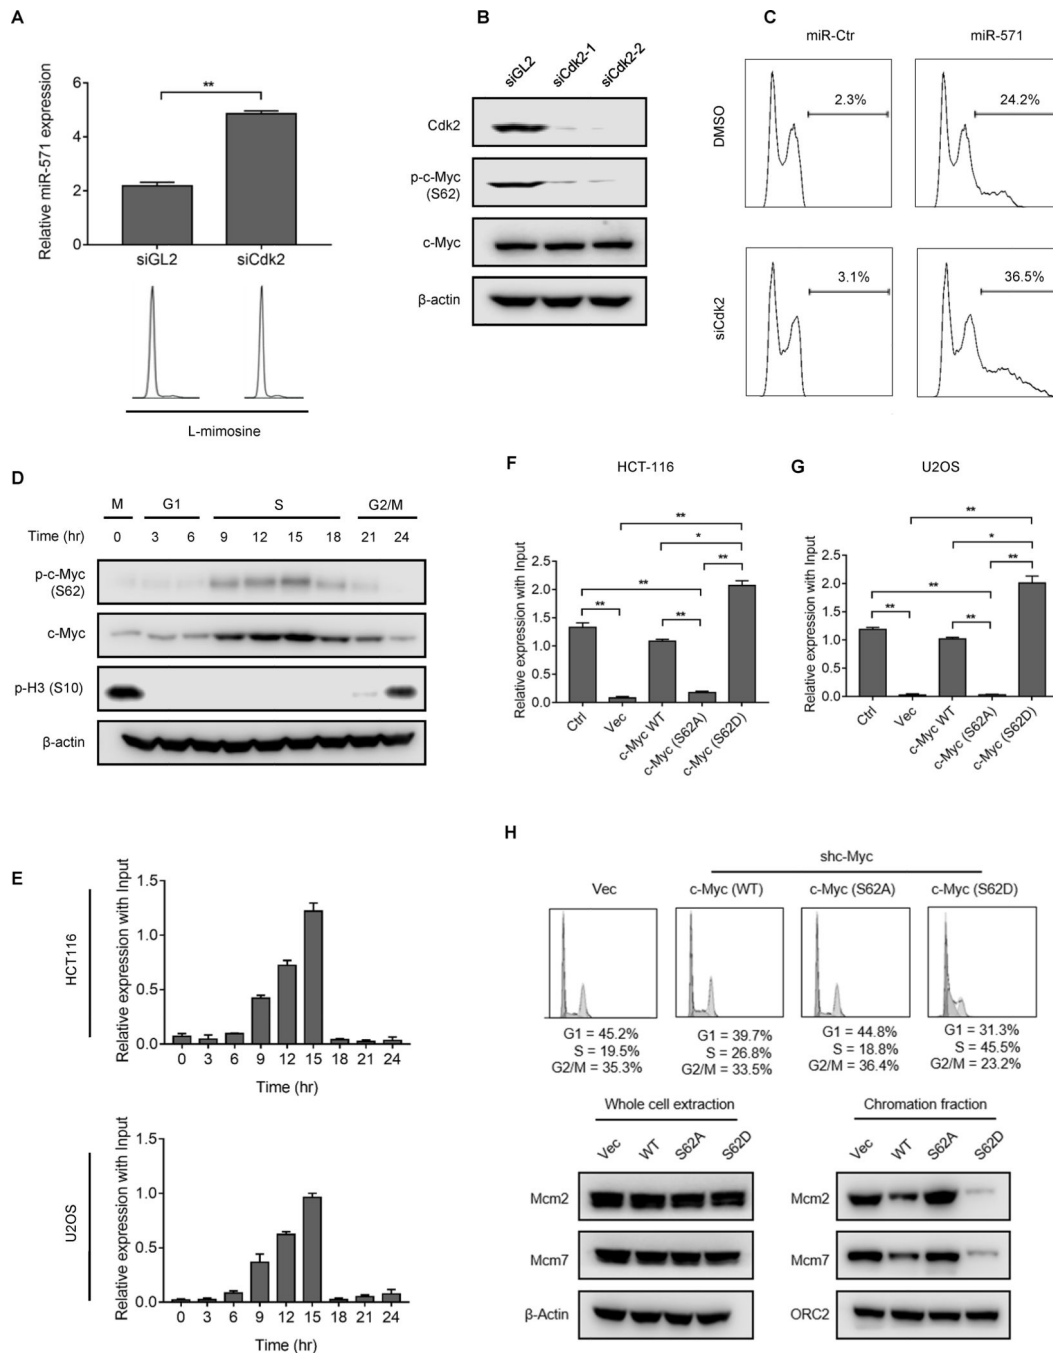 A
Relative miR-571 expression
6
4
2
0
**
siGL2
siCdk2
L-mimosine
B
siGL2
siCdk2-1
siCdk2-2
Cdk2
p-c-Myc
(S62)
c-Myc
β-actin
C
miR-Ctr
miR-571
DMSO
2.3%
24.2%
siCdk2
3.1%
36.5%
D
M
G1
S
G2/M
Time (hr)
0
3
6
9
12
15
18
21
24
p-c-Myc
(S62)
c-Myc
p-H3 (S10)
β-actin
F
HCT-116
Relative expression with Input
2.5
2.0
1.5
1.0
0.5
0.0
**
*
**
**
**
**
Ctrl
Vec
c-Myc WT
c-Myc (S62A)
c-Myc (S62D)
G
U2OS
Relative expression with Input
2.5
2.0
1.5
1.0
0.5
0.0
**
*
**
**
**
**
Ctrl
Vec
c-Myc WT
c-Myc (S62A)
c-Myc (S62D)
E
HCT116
Relative expression with Input
1.5
1.0
0.5
0.0
0
3
6
9
12
15
18
21
24
Time (hr)
U2OS
Relative expression with Input
1.5
1.0
0.5
0.0
0
3
6
9
12
15
18
21
24
Time (hr)
H
shc-Myc
Vec
c-Myc (WT)
c-Myc (S62A)
c-Myc (S62D)
G1 = 45.2%
S = 19.5%
G2/M = 35.3%
G1 = 39.7%
S = 26.8%
G2/M = 33.5%
G1 = 44.8%
S = 18.8%
G2/M = 36.4%
G1 = 31.3%
S = 45.5%
G2/M = 23.2%
Whole cell extraction
Vec
WT
S62A
S62D
Mcm2
Mcm7
β-Actin
Chromation fraction
Vec
WT
S62A
S62D
Mcm2
Mcm7
ORC2